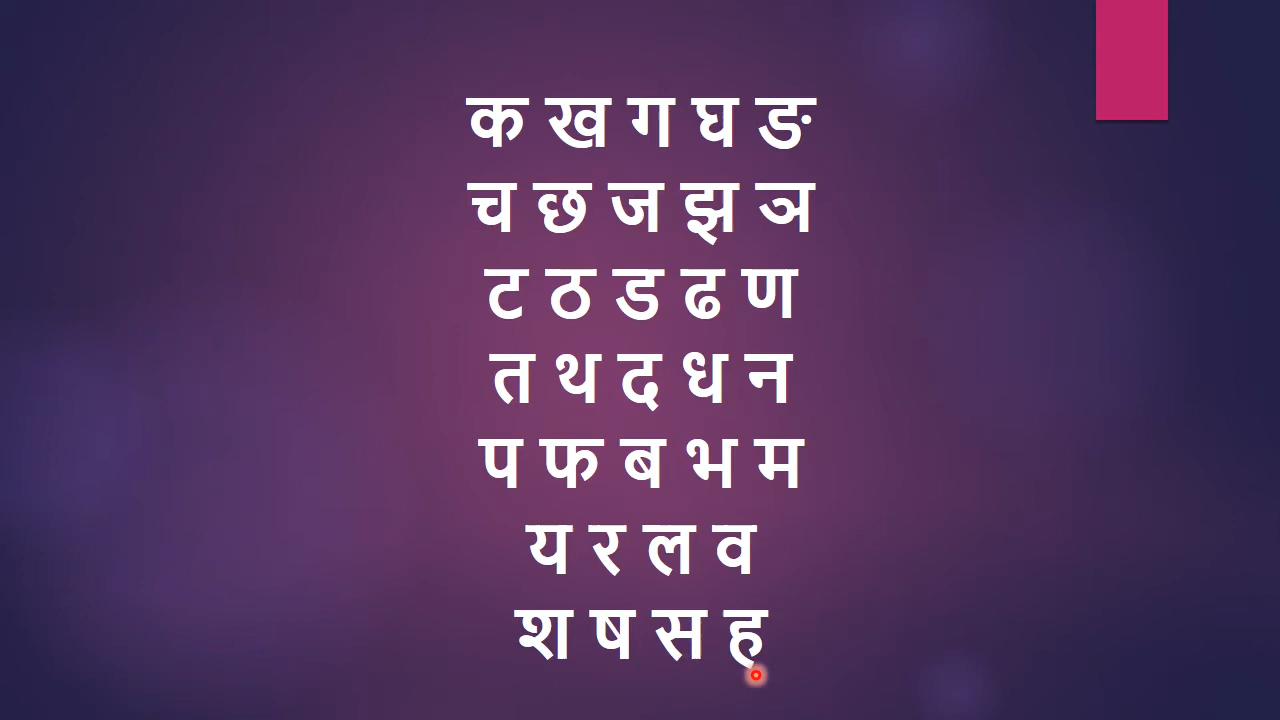 क ख ग घ ङ
च छ ज झ ञ
ट ठ ड ढ ण
त थ द ध न
प फ ब भ म
य र ल व
श ष स ह